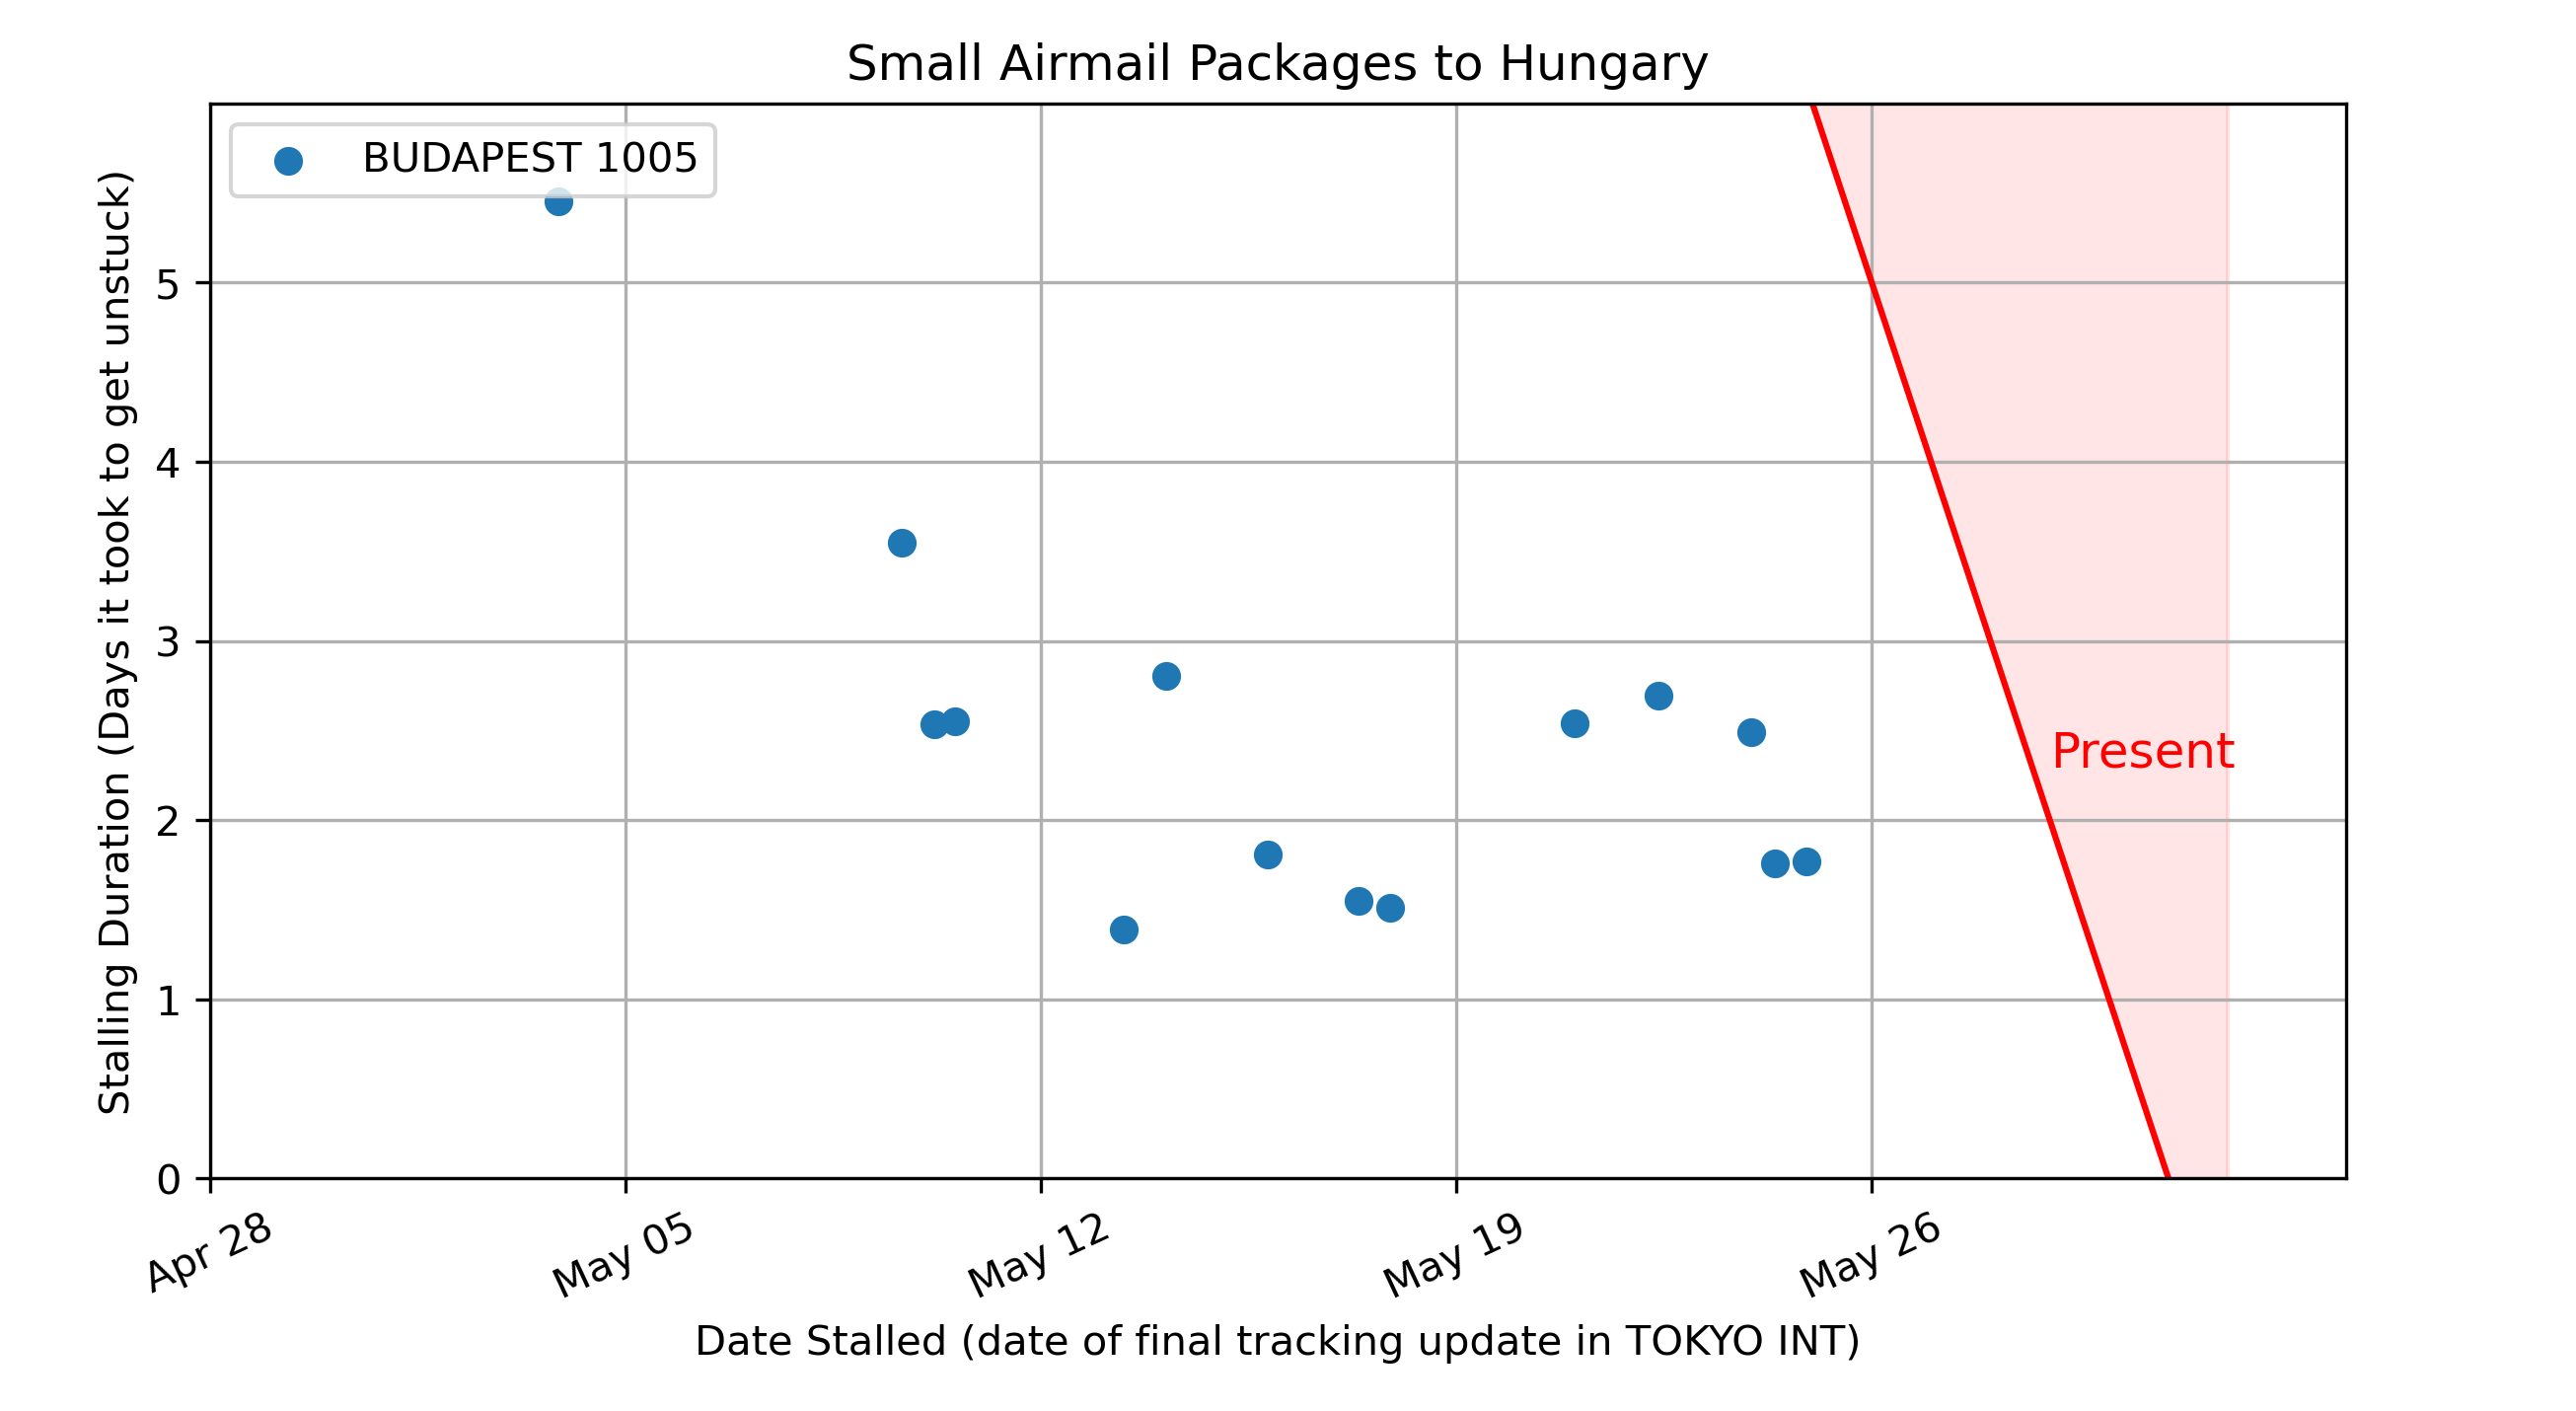 Small Airmail Packages to Hungary
BUDAPEST 1005
Stalling Duration (Days it took to get unstuck)
5
4
3
2
1
0
Present
Apr 28
May 05
May 12
May 19
May 26
Date Stalled (date of final tracking update in TOKYO INT)